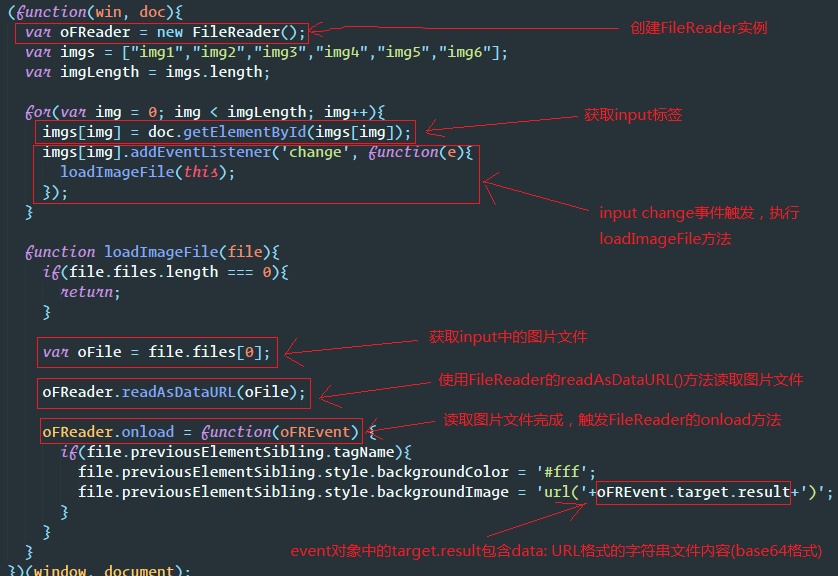 (function(win, doc){
var oFReader = new FileReader();
创建FileReader实例
var imgs = ["img1","img2","img3","img4","img5","img6"];
var imgLength = imgs.length;
for(var img = 0; img < imgLength; img++){
获取input标签
imgs[img] = doc.getElementById(imgs[img]);
imgs[img].addEventListener('change', function(e){
loadImageFile(this);
});
}
input change事件触发，执行
loadImageFile方法
function loadImageFile(file){
if(file.files.length === 0){
return;
}
获取input中的图片文件
var oFile = file.files[0];
使用FileReader的readAsDataURL()方法读取图片文件
oFReader.readAsDataURL(oFile);
读取图片文件完成，触发FileReader的onload方法
oFReader.onload = function(oFREvent) {
if(file.previousElementSibling.tagName){
file.previousElementSibling.style.backgroundColor = '#fff';
file.previousElementSibling.style.backgroundImage = 'url('+oFREvent.target.result+')';
}
}
event对象中的target.result包含data: URL格式的字符串文件内容(base64格式)
}
})(window, document);